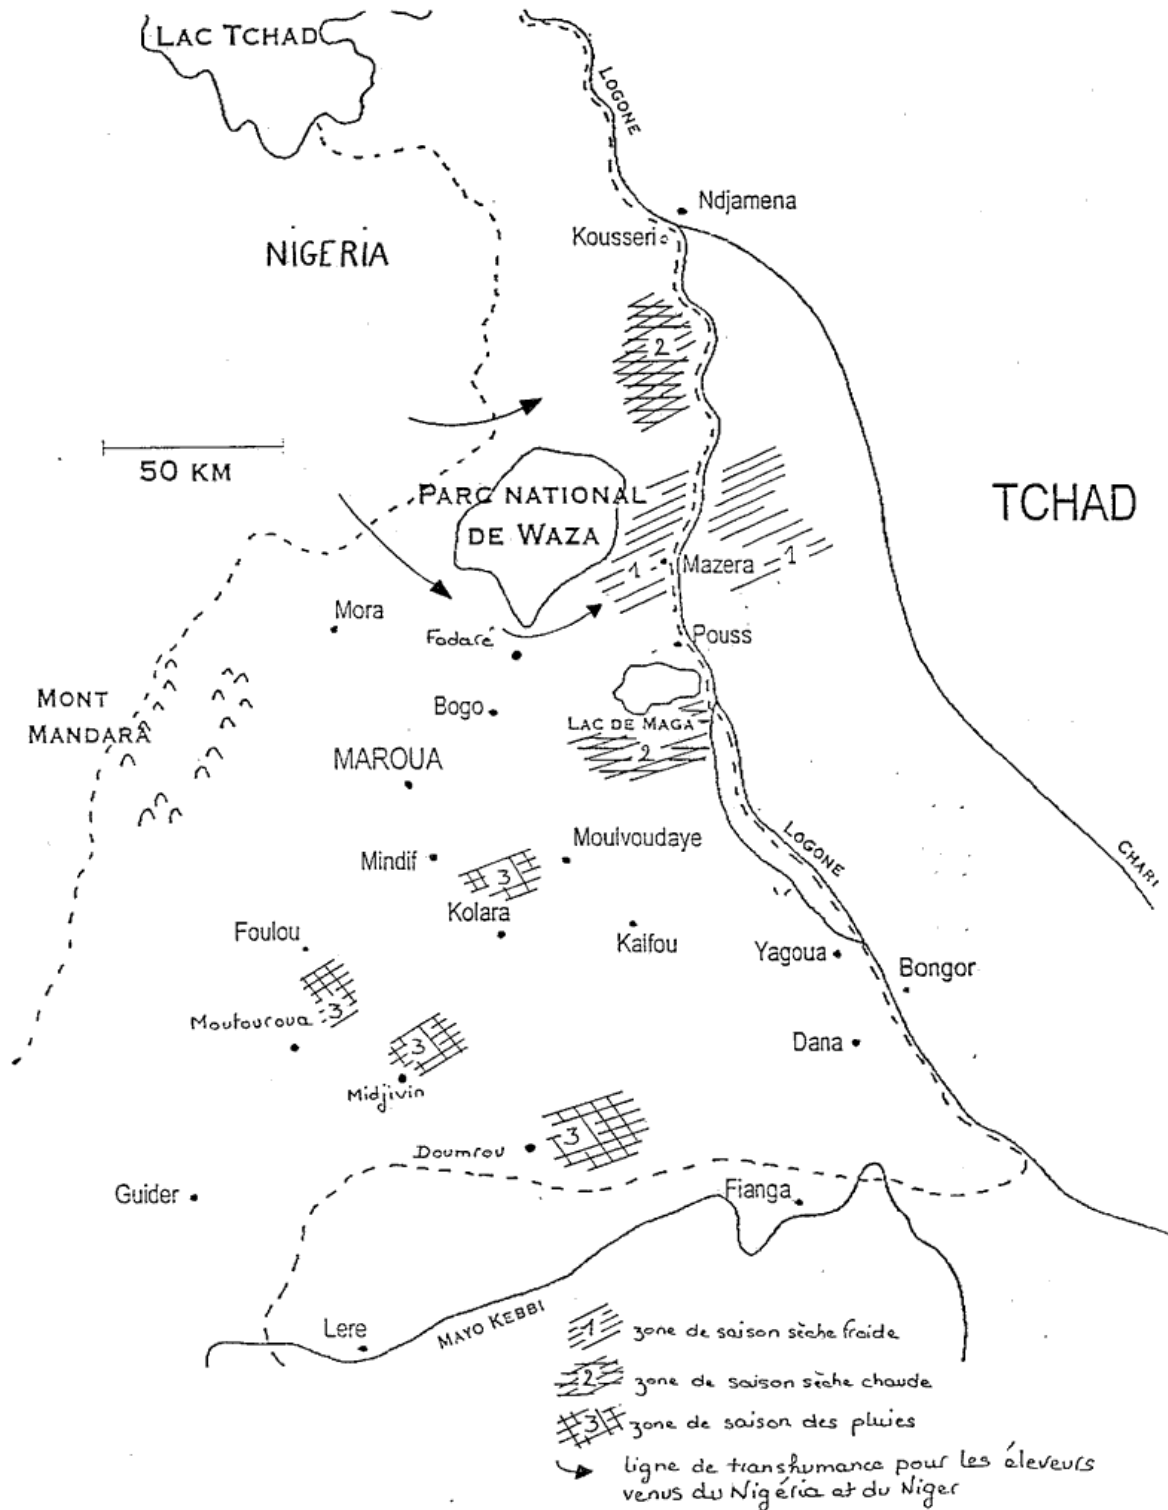 LAC TCHAD
LOGONE
Ndjamena
Kousseri
NIGERIA
2
50 KM
PARC NATIONAL
DE WAZA
TCHAD
1
Mazera
1
Mora
Fadaré
Pouss
MONT
MANDARA
Bogo
LAC DE MAGA
2
MAROUA
LOGONE
Moulvoudaye
CHARI
Mindif
3
Kolara
Foulou
Kaifou
Yagoua
Bongor
3
Moutouroua
3
Dana
Midjivin
3
Doumrou
Guider
Fianga
MAYO KEBBI
Lere
1 zone de saison sèche froide
2 zone de saison sèche chaude
3 zone de saison des pluies
ligne de transhumance pour les éleveurs
venus du Nigéria et du Niger